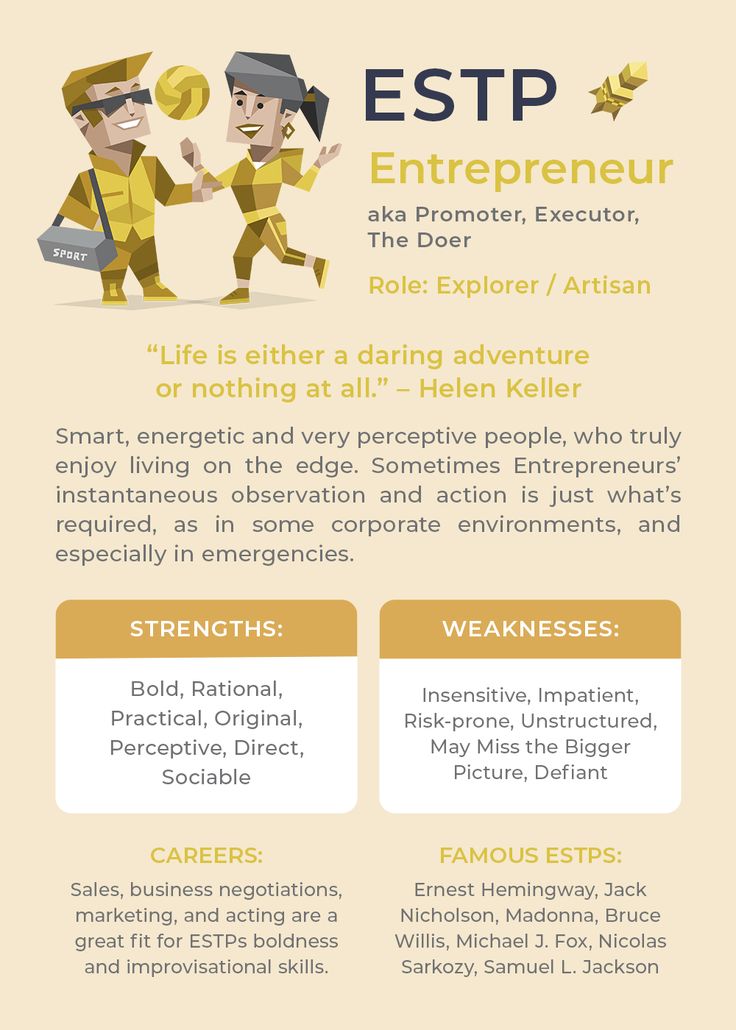 SPORT
ESTP
Entrepreneur
aka Promoter, Executor,
The Doer
Role: Explorer / Artisan
“Life is either a daring adventure
or nothing at all.” – Helen Keller
Smart, energetic and very perceptive people, who truly
enjoy living on the edge. Sometimes Entrepreneurs’
instantaneous observation and action is just what’s
required, as in some corporate environments, and
especially in emergencies.
STRENGTHS:
Bold, Rational,
Practical, Original,
Perceptive, Direct,
Sociable
WEAKNESSES:
Insensitive, Impatient,
Risk-prone, Unstructured,
May Miss the Bigger
Picture, Defiant
CAREERS:
Sales, business negotiations,
marketing, and acting are a
great fit for ESTPs boldness
and improvisational skills.
FAMOUS ESTPS:
Ernest Hemingway, Jack
Nicholson, Madonna, Bruce
Willis, Michael J. Fox, Nicolas
Sarkozy, Samuel L. Jackson